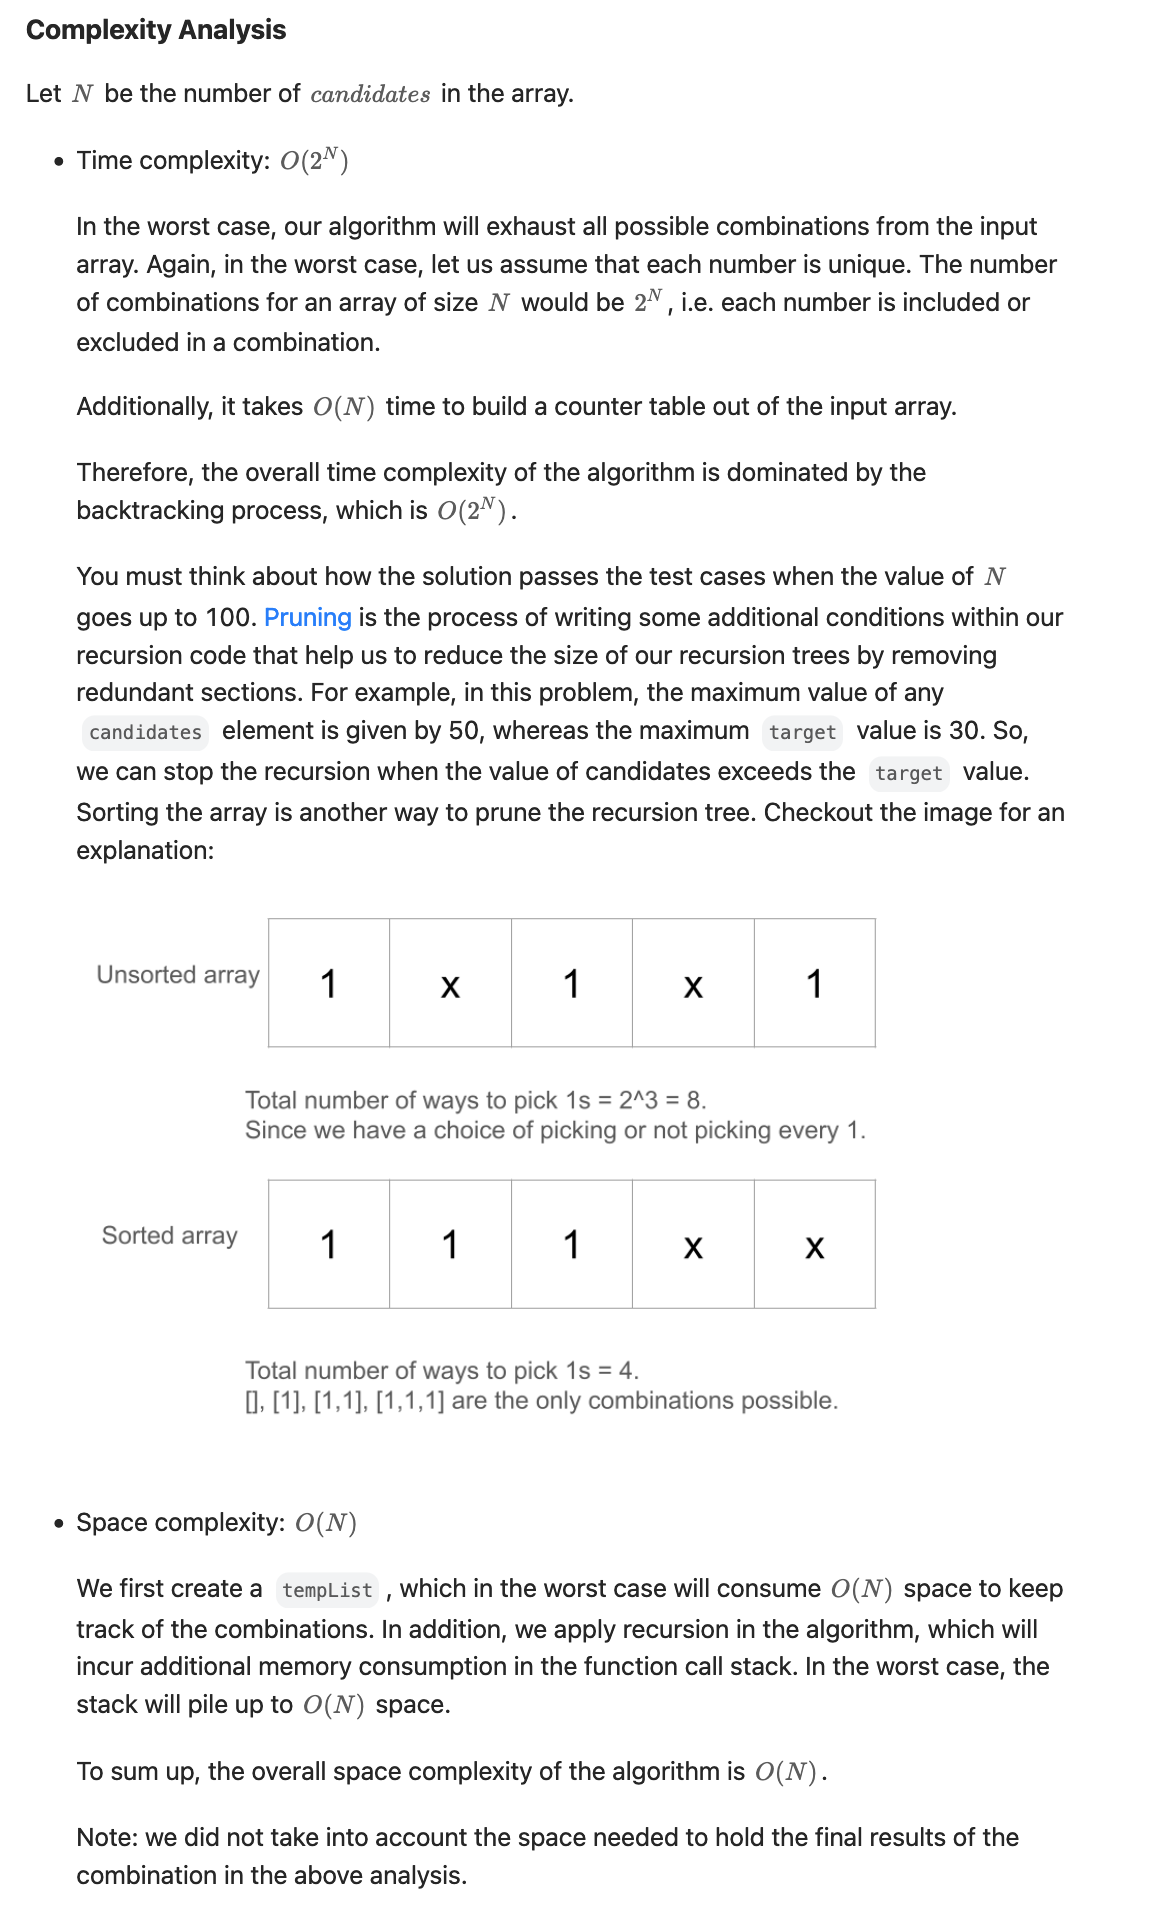 Complexity Analysis
Let N be the number of candidates in the array.
• Time complexity: O(2^N)
In the worst case, our algorithm will exhaust all possible combinations from the input
array. Again, in the worst case, let us assume that each number is unique. The number
of combinations for an array of size N would be 2^N, i.e. each number is included or
excluded in a combination.
Additionally, it takes O(N) time to build a counter table out of the input array.
Therefore, the overall time complexity of the algorithm is dominated by the
backtracking process, which is O(2^N).
You must think about how the solution passes the test cases when the value of N
goes up to 100. Pruning is the process of writing some additional conditions within our
recursion code that help us to reduce the size of our recursion trees by removing
redundant sections. For example, in this problem, the maximum value of any
candidates element is given by 50, whereas the maximum target value is 30. So,
we can stop the recursion when the value of candidates exceeds the target value.
Sorting the array is another way to prune the recursion tree. Checkout the image for an
explanation:
Unsorted array 1 x 1 x 1
Total number of ways to pick 1s = 2^3 = 8.
Since we have a choice of picking or not picking every 1.
Sorted array 1 1 1 x x
Total number of ways to pick 1s = 4.
[], [1], [1,1], [1,1,1] are the only combinations possible.
• Space complexity: O(N)
We first create a tempList , which in the worst case will consume O(N) space to keep
track of the combinations. In addition, we apply recursion in the algorithm, which will
incur additional memory consumption in the function call stack. In the worst case, the
stack will pile up to O(N) space.
To sum up, the overall space complexity of the algorithm is O(N).
Note: we did not take into account the space needed to hold the final results of the
combination in the above analysis.